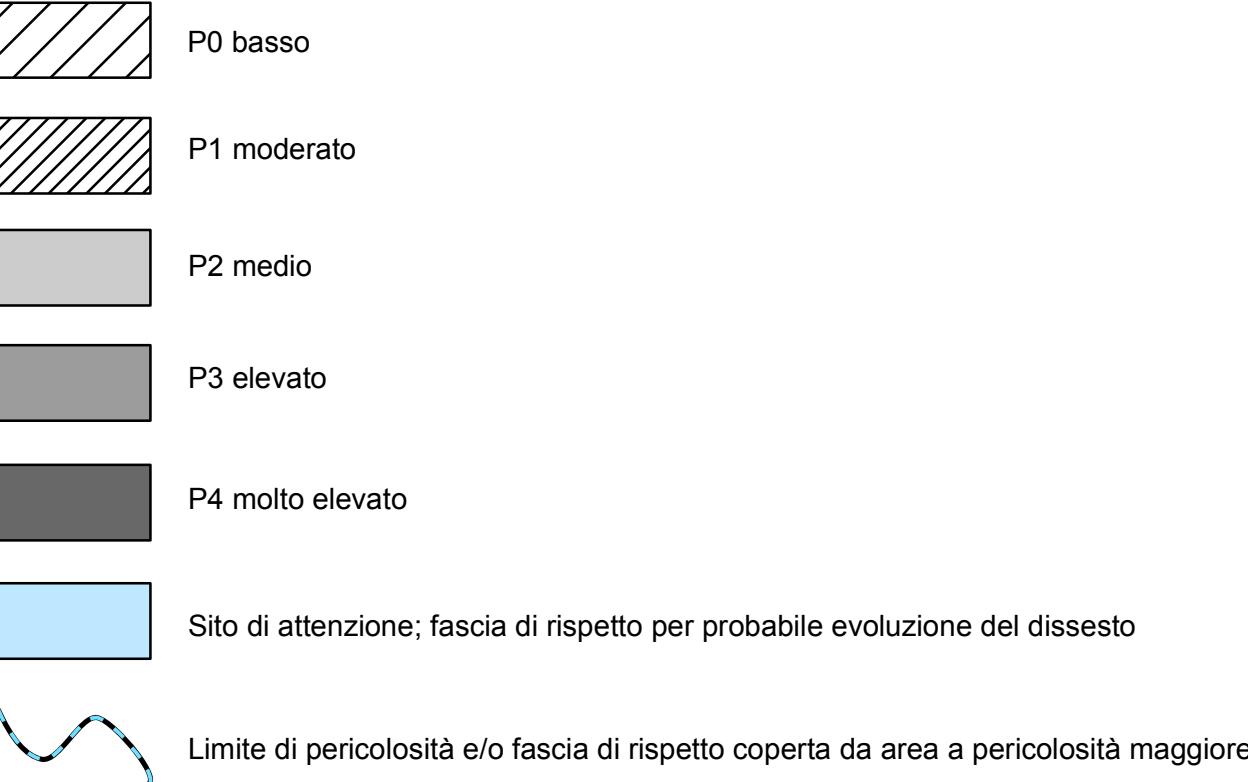 P0 basso
P1 moderato
P2 medio
P3 elevato
P4 molto elevato
Sito di attenzione; fascia di rispetto per probabile evoluzione del dissesto
Limite di pericolosità e/o fascia di rispetto coperta da area a pericolosità maggiore